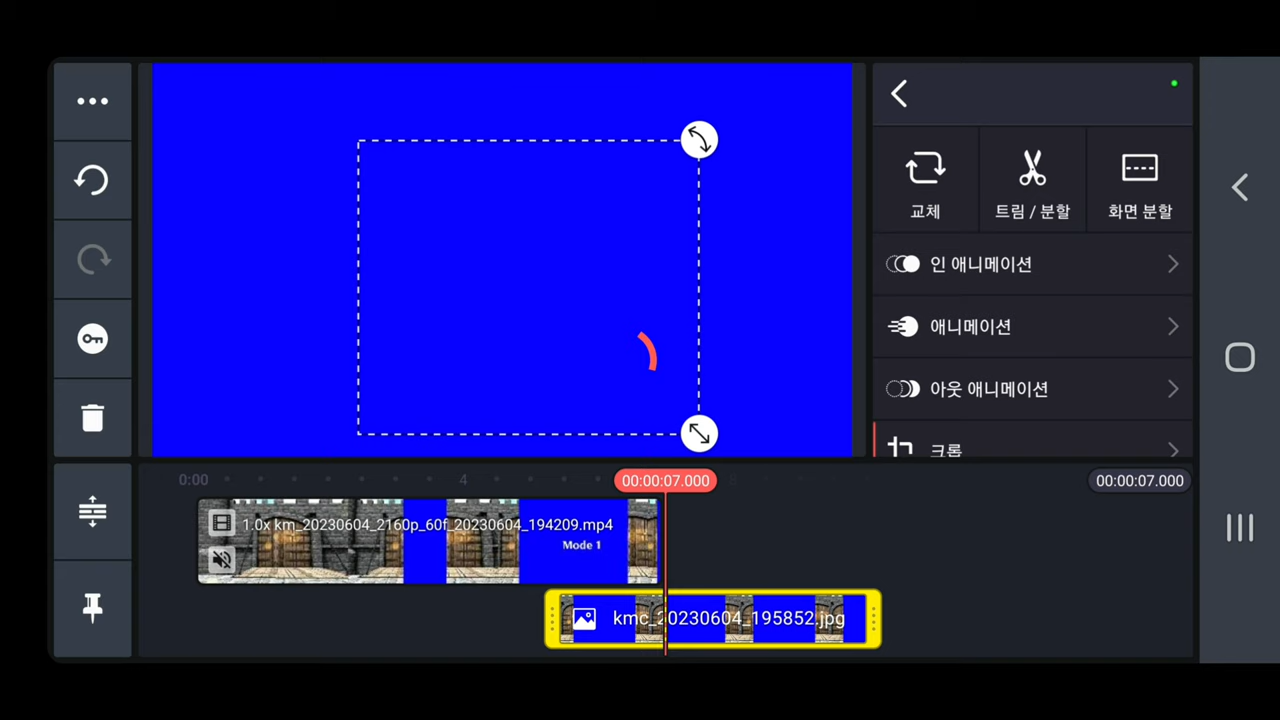 교체
트림 / 분할
화면 분할
인 애니메이션
애니메이션
아웃 애니메이션
크롭
0:00
4
00:00:07.000
8
00:00:07.000
1.0x km_20230604_2160p_60f_20230604_194209.mp4
Mode 1
kmc_20230604_195852.jpg